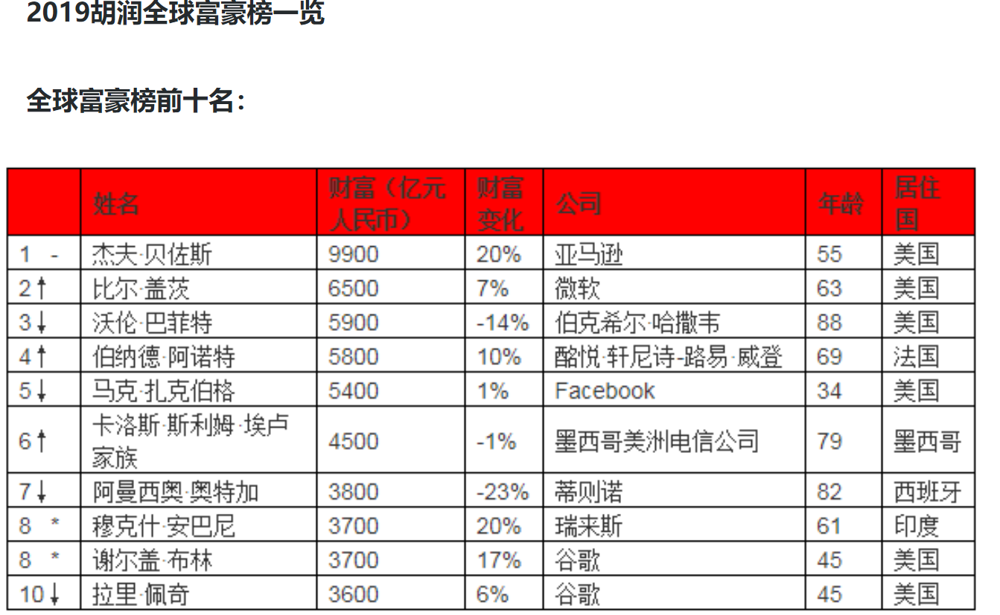 2019胡润全球富豪榜一览
全球富豪榜前十名：
姓名 财富（亿元人民币） 财富变化 公司 年龄 居住国
1 - 杰夫·贝佐斯 9900 20% 亚马逊 55 美国
2↑ 比尔·盖茨 6500 7% 微软 63 美国
3↓ 沃伦·巴菲特 5900 -14% 伯克希尔·哈撒韦 88 美国
4↑ 伯纳德·阿诺特 5800 10% 酩悦·轩尼诗-路易·威登 69 法国
5↓ 马克·扎克伯格 5400 1% Facebook 34 美国
6↑ 卡洛斯·斯利姆·埃卢家族 4500 -1% 墨西哥美洲电信公司 79 墨西哥
7↓ 阿曼西奥·奥特加 3800 -23% 蒂则诺 82 西班牙
8 * 穆克什·安巴尼 3700 20% 瑞来斯 61 印度
8 * 谢尔盖·布林 3700 17% 谷歌 45 美国
10↓ 拉里·佩奇 3600 6% 谷歌 45 美国